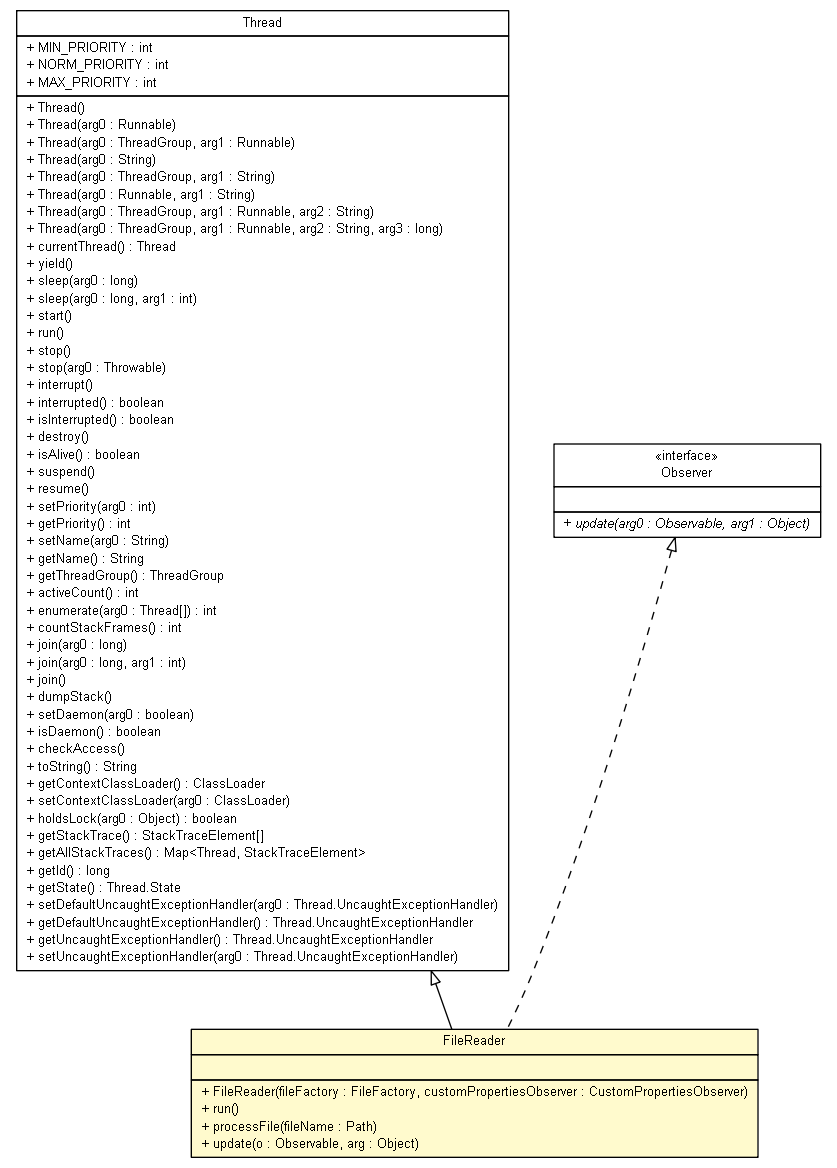 Thread
+ MIN_PRIORITY : int
+ NORM_PRIORITY : int
+ MAX_PRIORITY : int
+ Thread()
+ Thread(arg0 : Runnable)
+ Thread(arg0 : ThreadGroup, arg1 : Runnable)
+ Thread(arg0 : String)
+ Thread(arg0 : ThreadGroup, arg1 : String)
+ Thread(arg0 : Runnable, arg1 : String)
+ Thread(arg0 : ThreadGroup, arg1 : Runnable, arg2 : String)
+ Thread(arg0 : ThreadGroup, arg1 : Runnable, arg2 : String, arg3 : long)
+ currentThread() : Thread
+ yield()
+ sleep(arg0 : long)
+ sleep(arg0 : long, arg1 : int)
+ start()
+ run()
+ stop()
+ stop(arg0 : Throwable)
+ interrupt()
+ interrupted() : boolean
+ isInterrupted() : boolean
+ destroy()
+ isAlive() : boolean
+ suspend()
+ resume()
+ setPriority(arg0 : int)
+ getPriority() : int
+ setName(arg0 : String)
+ getName() : String
+ getThreadGroup() : ThreadGroup
+ activeCount() : int
+ enumerate(arg0 : Thread[]) : int
+ countStackFrames() : int
+ join(arg0 : long)
+ join(arg0 : long, arg1 : int)
+ join()
+ dumpStack()
+ setDaemon(arg0 : boolean)
+ isDaemon() : boolean
+ checkAccess()
+ toString() : String
+ getContextClassLoader() : ClassLoader
+ setContextClassLoader(arg0 : ClassLoader)
+ holdsLock(arg0 : Object) : boolean
+ getStackTrace() : StackTraceElement[]
+ getAllStackTraces() : Map<Thread, StackTraceElement>
+ getId() : long
+ getState() : Thread.State
+ setDefaultUncaughtExceptionHandler(arg0 : Thread.UncaughtExceptionHandler)
+ getDefaultUncaughtExceptionHandler() : Thread.UncaughtExceptionHandler
+ getUncaughtExceptionHandler() : Thread.UncaughtExceptionHandler
+ setUncaughtExceptionHandler(arg0 : Thread.UncaughtExceptionHandler)
«interface»
Observer
+ update(arg0 : Observable, arg1 : Object)
FileReader
+ FileReader(fileFactory : FileFactory, customPropertiesObserver : CustomPropertiesObserver)
+ run()
+ processFile(fileName : Path)
+ update(o : Observable, arg : Object)